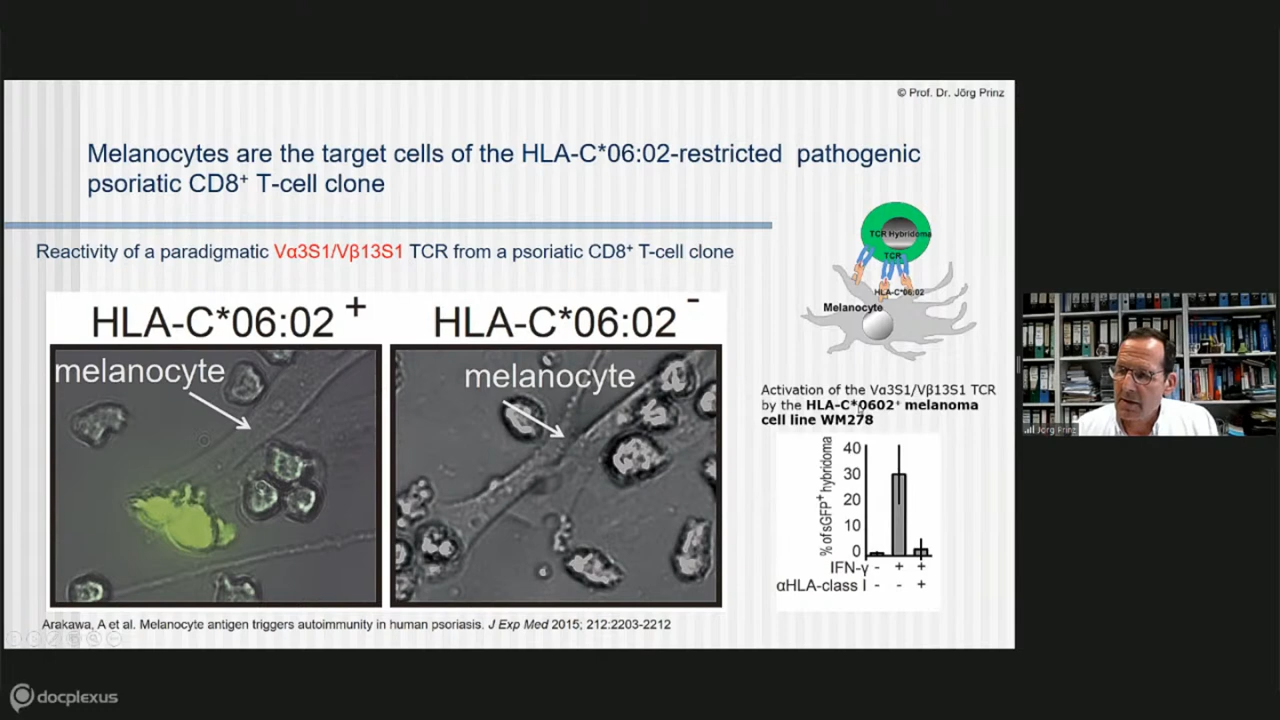 © Prof. Dr. Jörg Prinz
Melanocytes are the target cells of the HLA-C*06:02-restricted pathogenic
psoriatic CD8⁺ T-cell clone
Reactivity of a paradigmatic Vα3S1/Vβ13S1 TCR from a psoriatic CD8⁺ T-cell clone
HLA-C*06:02⁺
HLA-C*06:02⁻
melanocyte
melanocyte
TCR Hybridoma
TCR
HLA-C*06:02
Melanocyte
Activation of the Vα3S1/Vβ13S1 TCR
by the HLA-C*0602⁺ melanoma
cell line WM278
% of sGFP⁺ hybridoma
40
30
20
10
0
IFN-γ - + +
αHLA-class I - - +
Arakawa, A et al. Melanocyte antigen triggers autoimmunity in human psoriasis. J Exp Med 2015; 212:2203-2212
Jörg Prinz
docplexus